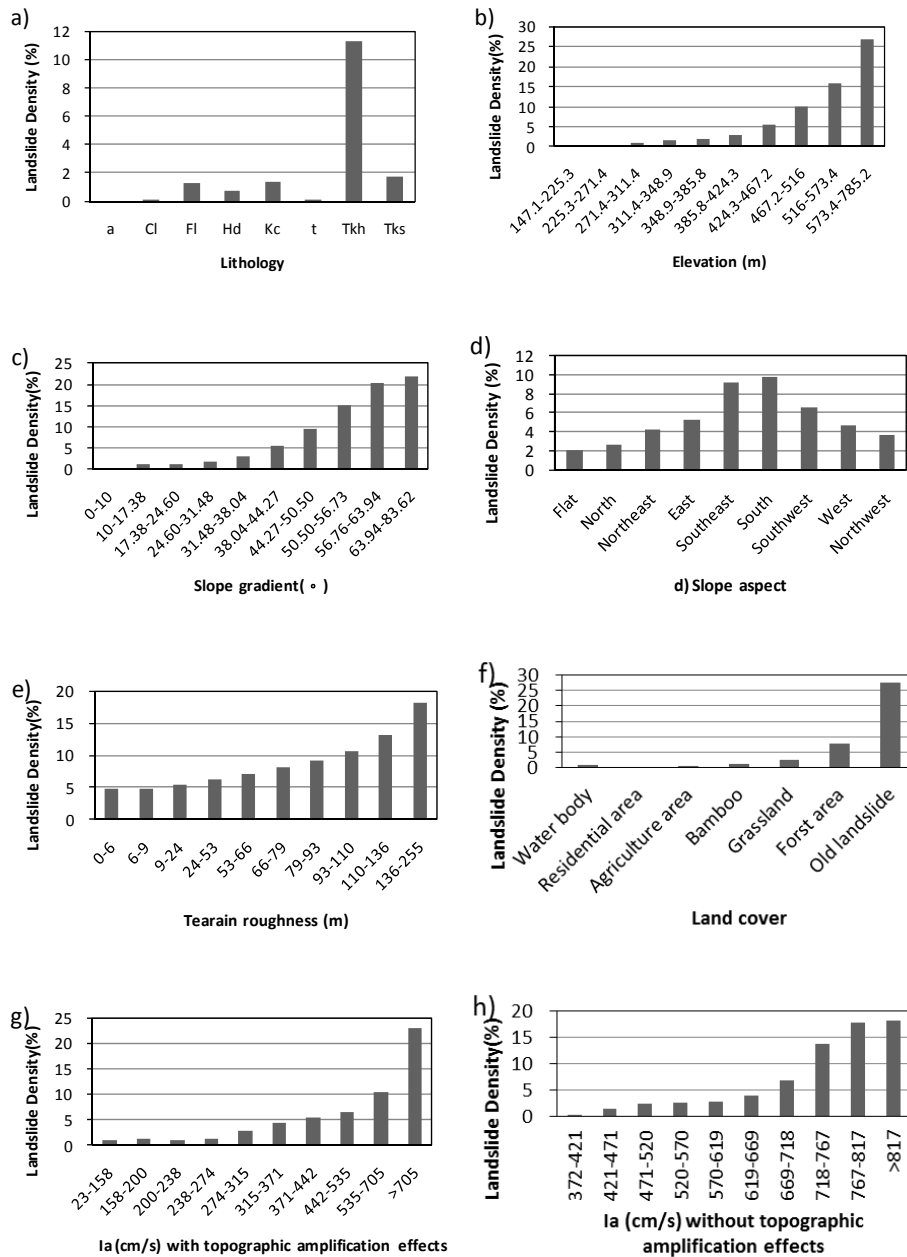 a)
Landslide Density (%)
12
10
8
6
4
2
0
a Cl Fl Hd Kc t Tkh Tks
Lithology
b)
Landslide Density(%)
30
25
20
15
10
5
0
147.1-225.3
225.3-271.4
271.4-311.4
311.4-348.9
348.9-385.8
385.8-424.3
424.3-467.2
467.2-516
516-573.4
573.4-785.2
Elevation (m)
c)
Landslide Density(%)
25
20
15
10
5
0
0-10
10-17.38
17.38-24.60
24.60-31.48
31.48-38.04
38.04-44.27
44.27-50.50
50.50-56.73
56.76-63.94
63.94-83.62
Slope gradient( ∘ )
d)
Landslide Density (%)
12
10
8
6
4
2
0
Flat
North
Northeast
East
Southeast
South
Southwest
West
Northwest
d) Slope aspect
e)
Landslide Density(%)
20
15
10
5
0
0-6
6-9
9-24
24-53
53-66
66-79
79-93
93-110
110-136
136-255
Tearain roughness (m)
f)
Landslide Density (%)
30
25
20
15
10
5
0
Water body
Residential area
Agriculture area
Bamboo
Grassland
Forst area
Old landslide
Land cover
g)
Landslide Density(%)
25
20
15
10
5
0
23-158
158-200
200-238
238-274
274-315
315-371
371-442
442-535
535-705
>705
Ia (cm/s) with topographic amplification effects
h)
Landslide Density(%)
20
15
10
5
0
372-421
421-471
471-520
520-570
570-619
619-669
669-718
718-767
767-817
>817
Ia (cm/s) without topographic
amplification effects